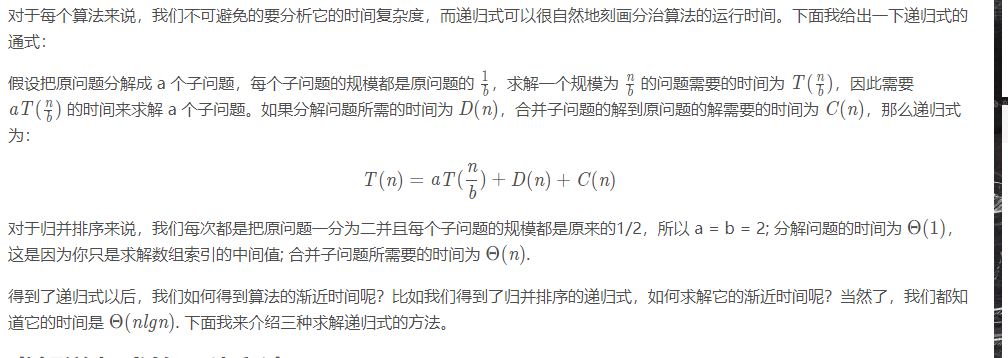 对于每个算法来说，我们不可避免的要分析它的时间复杂度，而递归式可以很自然地刻画分治算法的运行时间。下面我给出一下递归式的
通式：
假设把原问题分解成 a 个子问题，每个子问题的规模都是原问题的 1/b，求解一个规模为 n/b 的问题需要的时间为 T(n/b)，因此需要
aT(n/b) 的时间来求解 a 个子问题。如果分解问题所需的时间为 D(n)，合并子问题的解到原问题的解需要的时间为 C(n)，那么递归式
为：
T(n) = aT(n/b) + D(n) + C(n)
对于归并排序来说，我们每次都是把原问题一分为二并且每个子问题的规模都是原来的1/2，所以 a = b = 2; 分解问题的时间为 Θ(1)，
这是因为你只是求解数组索引的中间值; 合并子问题所需要的时间为 Θ(n).
得到了递归式以后，我们如何得到算法的渐近时间呢？比如我们得到了归并排序的递归式，如何求解它的渐近时间呢？当然了，我们都知
道它的时间是 Θ(nlgn). 下面我来介绍三种求解递归式的方法。